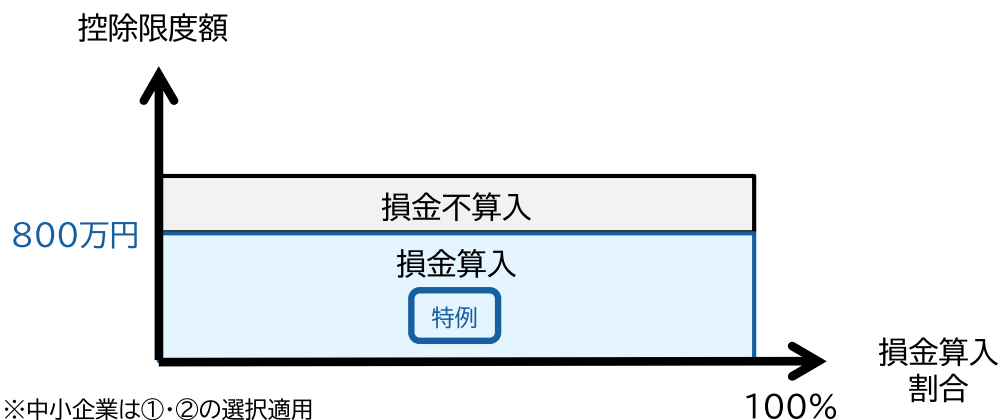 控除限度額
損金不算入
800万円
損金算入
特例
損金算入
割合
100%
※中小企業は①・②の選択適用